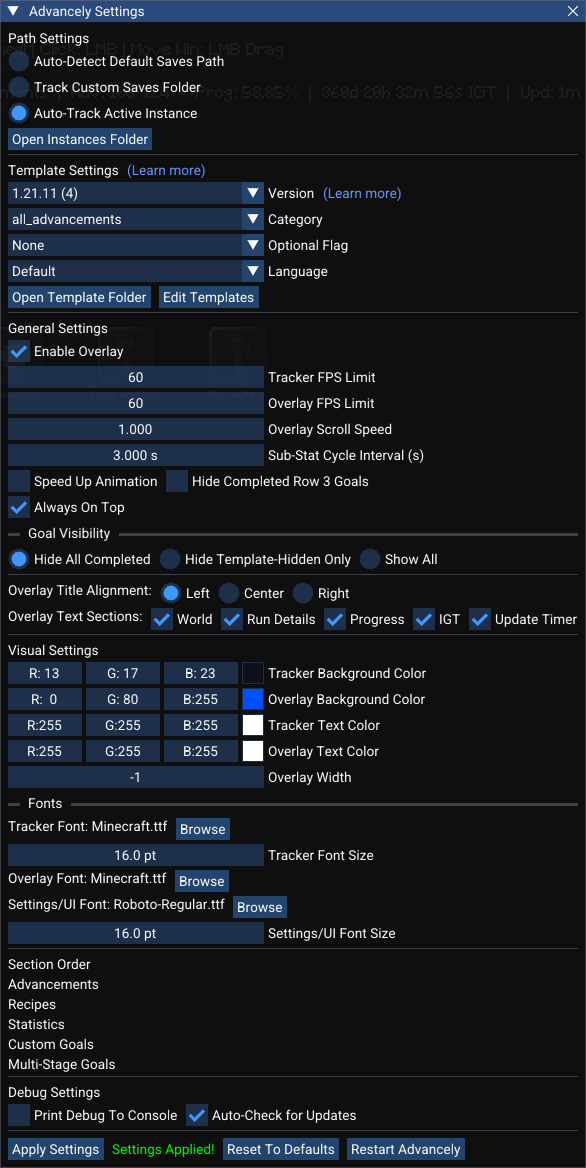 Advancely Settings
Path Settings
Auto-Detect Default Saves Path
Track Custom Saves Folder
Auto-Track Active Instance
Open Instances Folder
Template Settings (Learn more)
1.21.11 (4) Version (Learn more)
all_advancements Category
None Optional Flag
Default Language
Open Template Folder Edit Templates
General Settings
Enable Overlay
60 Tracker FPS Limit
60 Overlay FPS Limit
1.000 Overlay Scroll Speed
3.000 s Sub-Stat Cycle Interval (s)
Speed Up Animation Hide Completed Row 3 Goals
Always On Top
Goal Visibility
Hide All Completed Hide Template-Hidden Only Show All
Overlay Title Alignment: Left Center Right
Overlay Text Sections: World Run Details Progress IGT Update Timer
Visual Settings
R: 13 G: 17 B: 23 Tracker Background Color
R: 0 G: 80 B:255 Overlay Background Color
R:255 G:255 B:255 Tracker Text Color
R:255 G:255 B:255 Overlay Text Color
-1 Overlay Width
Fonts
Tracker Font: Minecraft.ttf Browse
16.0 pt Tracker Font Size
Overlay Font: Minecraft.ttf Browse
Settings/UI Font: Roboto-Regular.ttf Browse
16.0 pt Settings/UI Font Size
Section Order
Advancements
Recipes
Statistics
Custom Goals
Multi-Stage Goals
Debug Settings
Print Debug To Console Auto-Check for Updates
Apply Settings Settings Applied! Reset To Defaults Restart Advancely